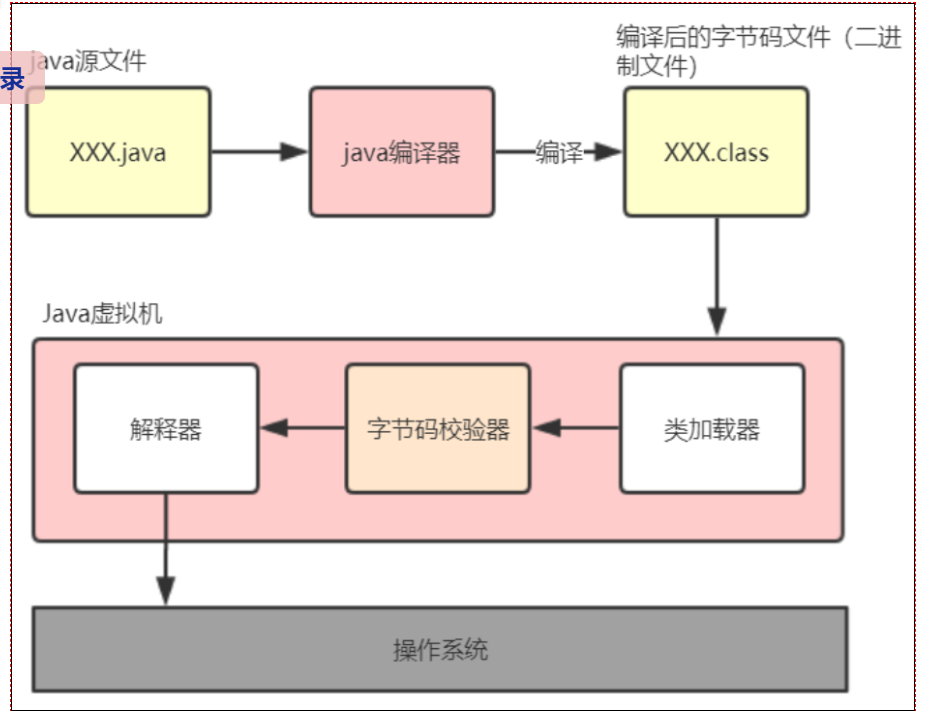 编译后的字节码文件（二进
制文件）
java源文件
录
XXX.java
java编译器
编译
XXX.class
Java虚拟机
解释器
字节码校验器
类加载器
操作系统